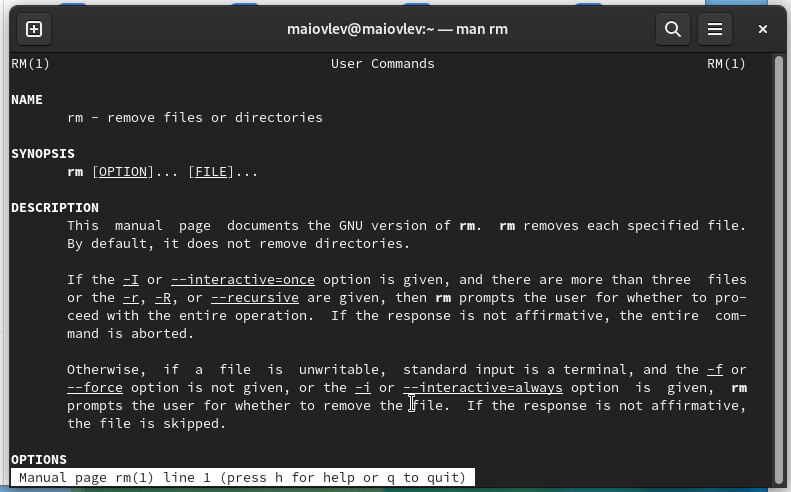 maiovlev@maiovlev:~ — man rm
RM(1) User Commands RM(1)
NAME
rm - remove files or directories
SYNOPSIS
rm [OPTION]... [FILE]...
DESCRIPTION
This manual page documents the GNU version of rm. rm removes each specified file.
By default, it does not remove directories.
If the -I or --interactive=once option is given, and there are more than three files
or the -r, -R, or --recursive are given, then rm prompts the user for whether to pro-
ceed with the entire operation. If the response is not affirmative, the entire com-
mand is aborted.
Otherwise, if a file is unwritable, standard input is a terminal, and the -f or
--force option is not given, or the -i or --interactive=always option is given, rm
prompts the user for whether to remove the file. If the response is not affirmative,
the file is skipped.
OPTIONS
Manual page rm(1) line 1 (press h for help or q to quit)